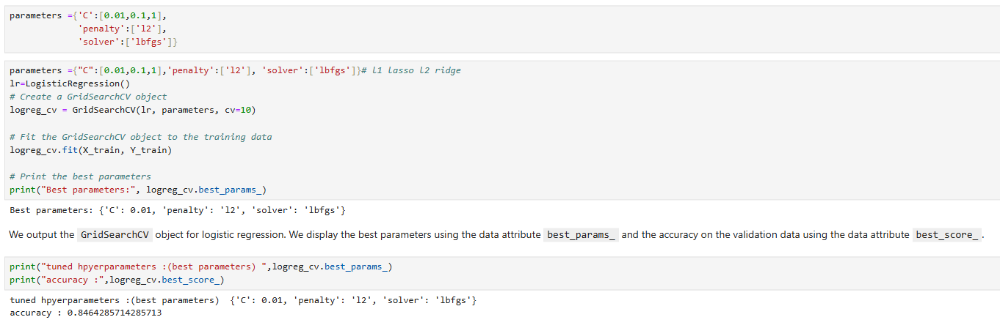 parameters ={'C':[0.01,0.1,1],
             'penalty':['l2'],
             'solver':['lbfgs']}
parameters ={"C":[0.01,0.1,1],'penalty':['l2'], 'solver':['lbfgs']}# l1 lasso l2 ridge
lr=LogisticRegression()
# Create a GridSearchCV object
logreg_cv = GridSearchCV(lr, parameters, cv=10)

# Fit the GridSearchCV object to the training data
logreg_cv.fit(X_train, Y_train)

# Print the best parameters
print("Best parameters:", logreg_cv.best_params_)
Best parameters: {'C': 0.01, 'penalty': 'l2', 'solver': 'lbfgs'}
We output the GridSearchCV object for logistic regression. We display the best parameters using the data attribute best_params_ and the accuracy on the validation data using the data attribute best_score_ .
print("tuned hpyerparameters :(best parameters) ",logreg_cv.best_params_)
print("accuracy :",logreg_cv.best_score_)
tuned hpyerparameters :(best parameters)  {'C': 0.01, 'penalty': 'l2', 'solver': 'lbfgs'}
accuracy : 0.8464285714285713